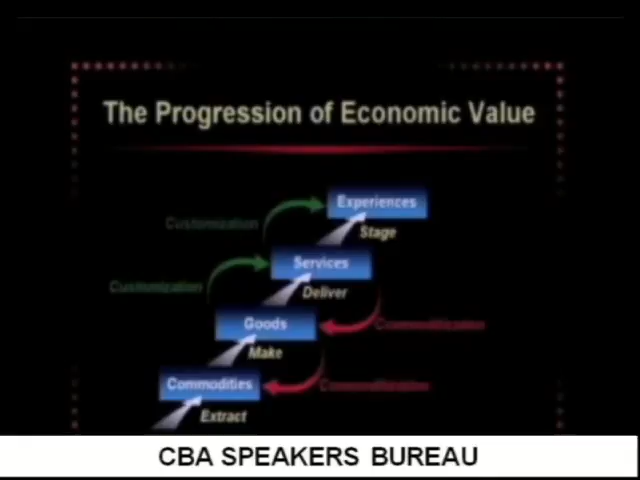 The Progression of Economic Value
Experiences
Customization
Stage
Services
Customization
Deliver
Goods
Commoditization
Make
Commodities
Commoditization
Extract
CBA SPEAKERS BUREAU